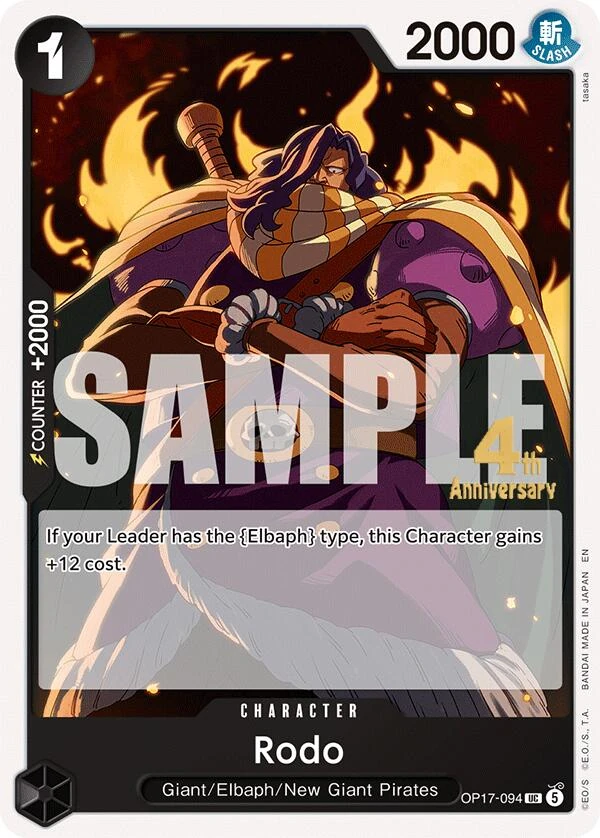 1
2000
斬
SLASH
tasaka
COUNTER +2000
SAMPLE
4th
Anniversary
If your Leader has the {Elbaph} type, this Character gains
+12 cost.
CHARACTER
Rodo
Giant/Elbaph/New Giant Pirates
OP17-094 UC 5
©EO/S ©E.O./S., T.A. BANDAI MADE IN JAPAN EN